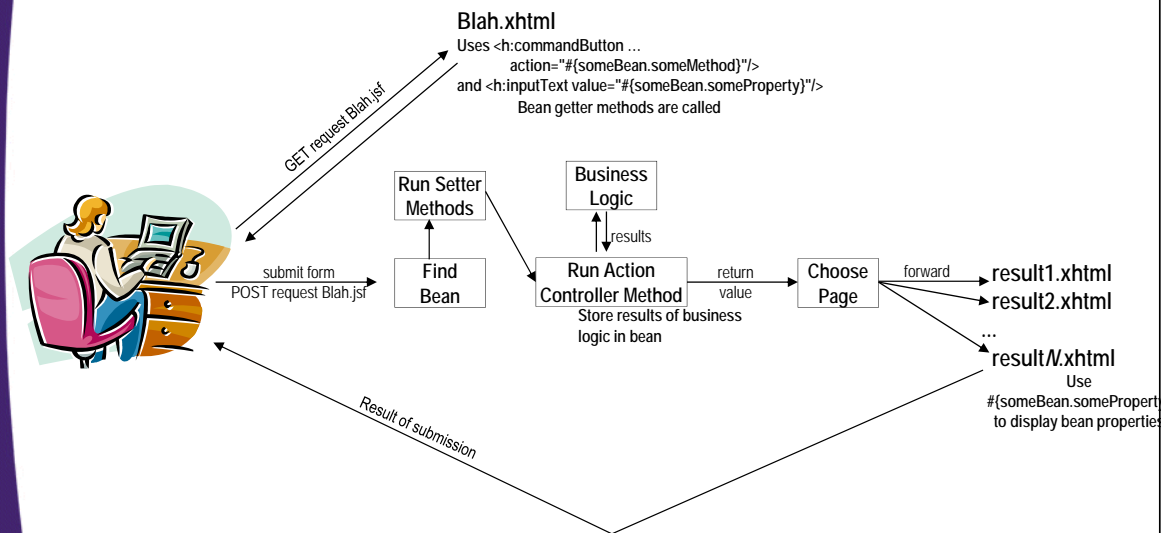 Blah.xhtml
Uses <h:commandButton ...
action="#{someBean.someMethod}"/>
and <h:inputText value="#{someBean.someProperty}"/>
Bean getter methods are called
GET request Blah.jsf
Run Setter
Methods
Business
Logic
results
submit form
POST request Blah.jsf
Find
Bean
Run Action
Controller Method
Store results of business
logic in bean
return
value
Choose
Page
forward
result1.xhtml
result2.xhtml
...
resultN.xhtml
Use
#{someBean.someProperty
to display bean properties
Result of submission